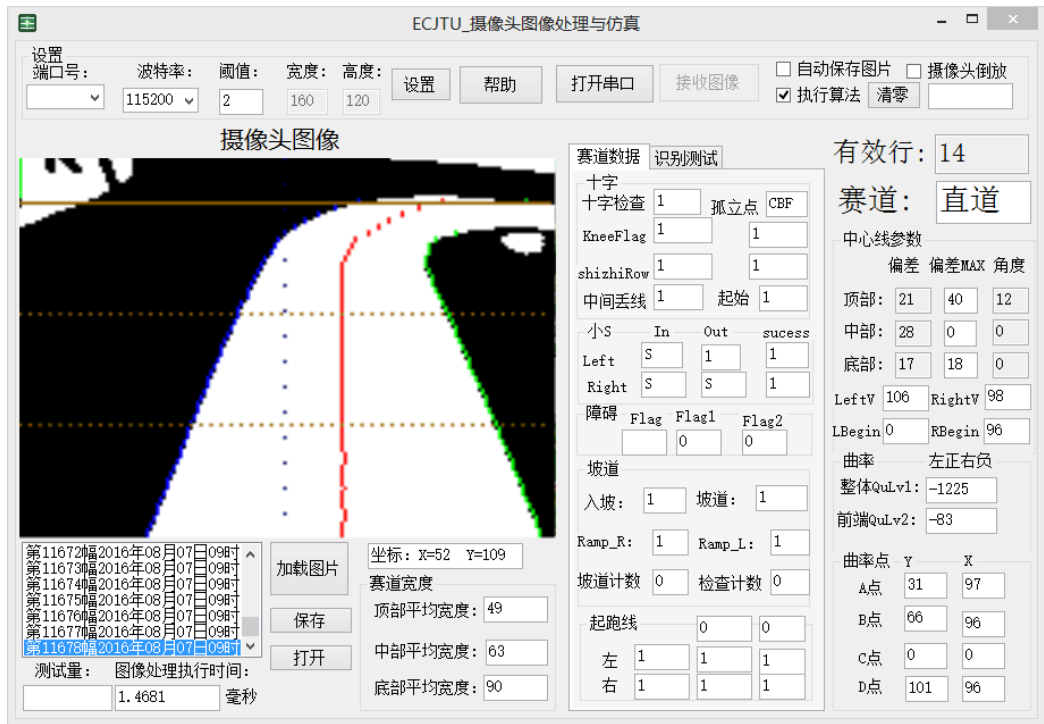 ECJTU_摄像头图像处理与仿真
设置
端口号: 波特率: 阈值: 宽度: 高度:
115200 2 160 120
设置 帮助 打开串口 接收图像
自动保存图片 摄像头倒放
执行算法 清零
摄像头图像
赛道数据 识别测试
十字
十字检查 1 孤立点 CBF
KneeFlag 1 1
shizhiRow 1 1
中间丢线 1 起始 1
小S In Out sucess
Left S 1 1
Right S S 1
障碍 Flag Flag1 Flag2
0 0
坡道
入坡: 1 坡道: 1
Ramp_R: 1 Ramp_L: 1
坡道计数 0 检查计数 0
起跑线 0 0
左 1 1 1
右 1 1 1
有效行: 14
赛道: 直道
中心线参数
偏差 偏差MAX 角度
顶部: 21 40 12
中部: 28 0 0
底部: 17 18 0
LeftV 106 RightV 98
LBegin 0 RBegin 96
曲率 左正右负
整体QuLv1: -1225
前端QuLv2: -83
曲率点 Y X
A点 31 97
B点 66 96
C点 0 0
D点 101 96
第11672幅2016年08月07日09时
第11673幅2016年08月07日09时
第11674幅2016年08月07日09时
第11675幅2016年08月07日09时
第11676幅2016年08月07日09时
第11677幅2016年08月07日09时
第11678幅2016年08月07日09时
加载图片
保存
打开
坐标: X=52 Y=109
赛道宽度
顶部平均宽度: 49
中部平均宽度: 63
底部平均宽度: 90
测试量: 图像处理执行时间:
1.4681 毫秒